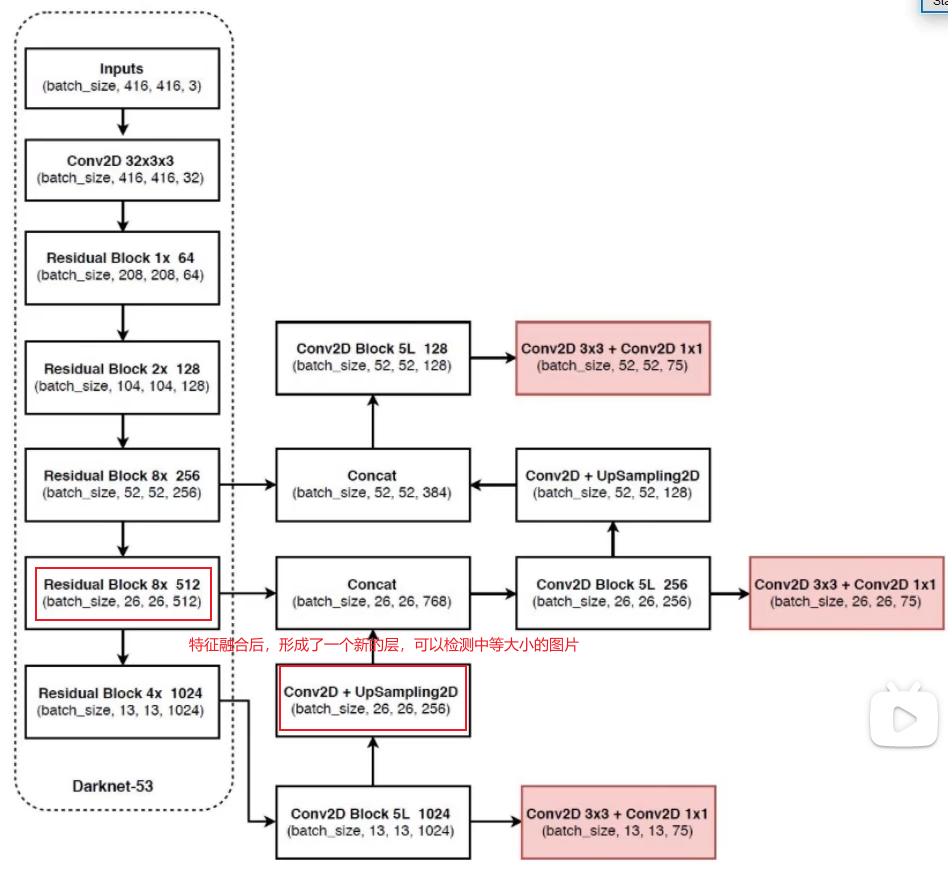 Inputs
(batch_size, 416, 416, 3)
Conv2D 32x3x3
(batch_size, 416, 416, 32)
Residual Block 1x 64
(batch_size, 208, 208, 64)
Residual Block 2x 128
(batch_size, 104, 104, 128)
Conv2D Block 5L 128
(batch_size, 52, 52, 128)
Conv2D 3x3 + Conv2D 1x1
(batch_size, 52, 52, 75)
Residual Block 8x 256
(batch_size, 52, 52, 256)
Concat
(batch_size, 52, 52, 384)
Conv2D + UpSampling2D
(batch_size, 52, 52, 128)
Residual Block 8x 512
(batch_size, 26, 26, 512)
Concat
(batch_size, 26, 26, 768)
Conv2D Block 5L 256
(batch_size, 26, 26, 256)
Conv2D 3x3 + Conv2D 1x1
(batch_size, 26, 26, 75)
特征融合后，形成了一个新的层，可以检测中等大小的图片
Residual Block 4x 1024
(batch_size, 13, 13, 1024)
Conv2D + UpSampling2D
(batch_size, 26, 26, 256)
Darknet-53
Conv2D Block 5L 1024
(batch_size, 13, 13, 1024)
Conv2D 3x3 + Conv2D 1x1
(batch_size, 13, 13, 75)